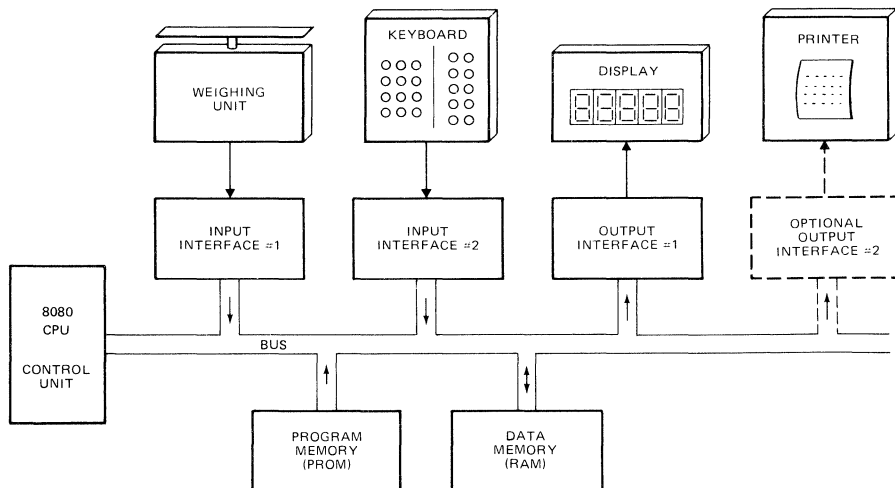 WEIGHING
UNIT
KEYBOARD
DISPLAY
PRINTER
INPUT
INTERFACE #1
INPUT
INTERFACE #2
OUTPUT
INTERFACE #1
OPTIONAL
OUTPUT
INTERFACE #2
8080
CPU
CONTROL
UNIT
BUS
PROGRAM
MEMORY
(PROM)
DATA
MEMORY
(RAM)